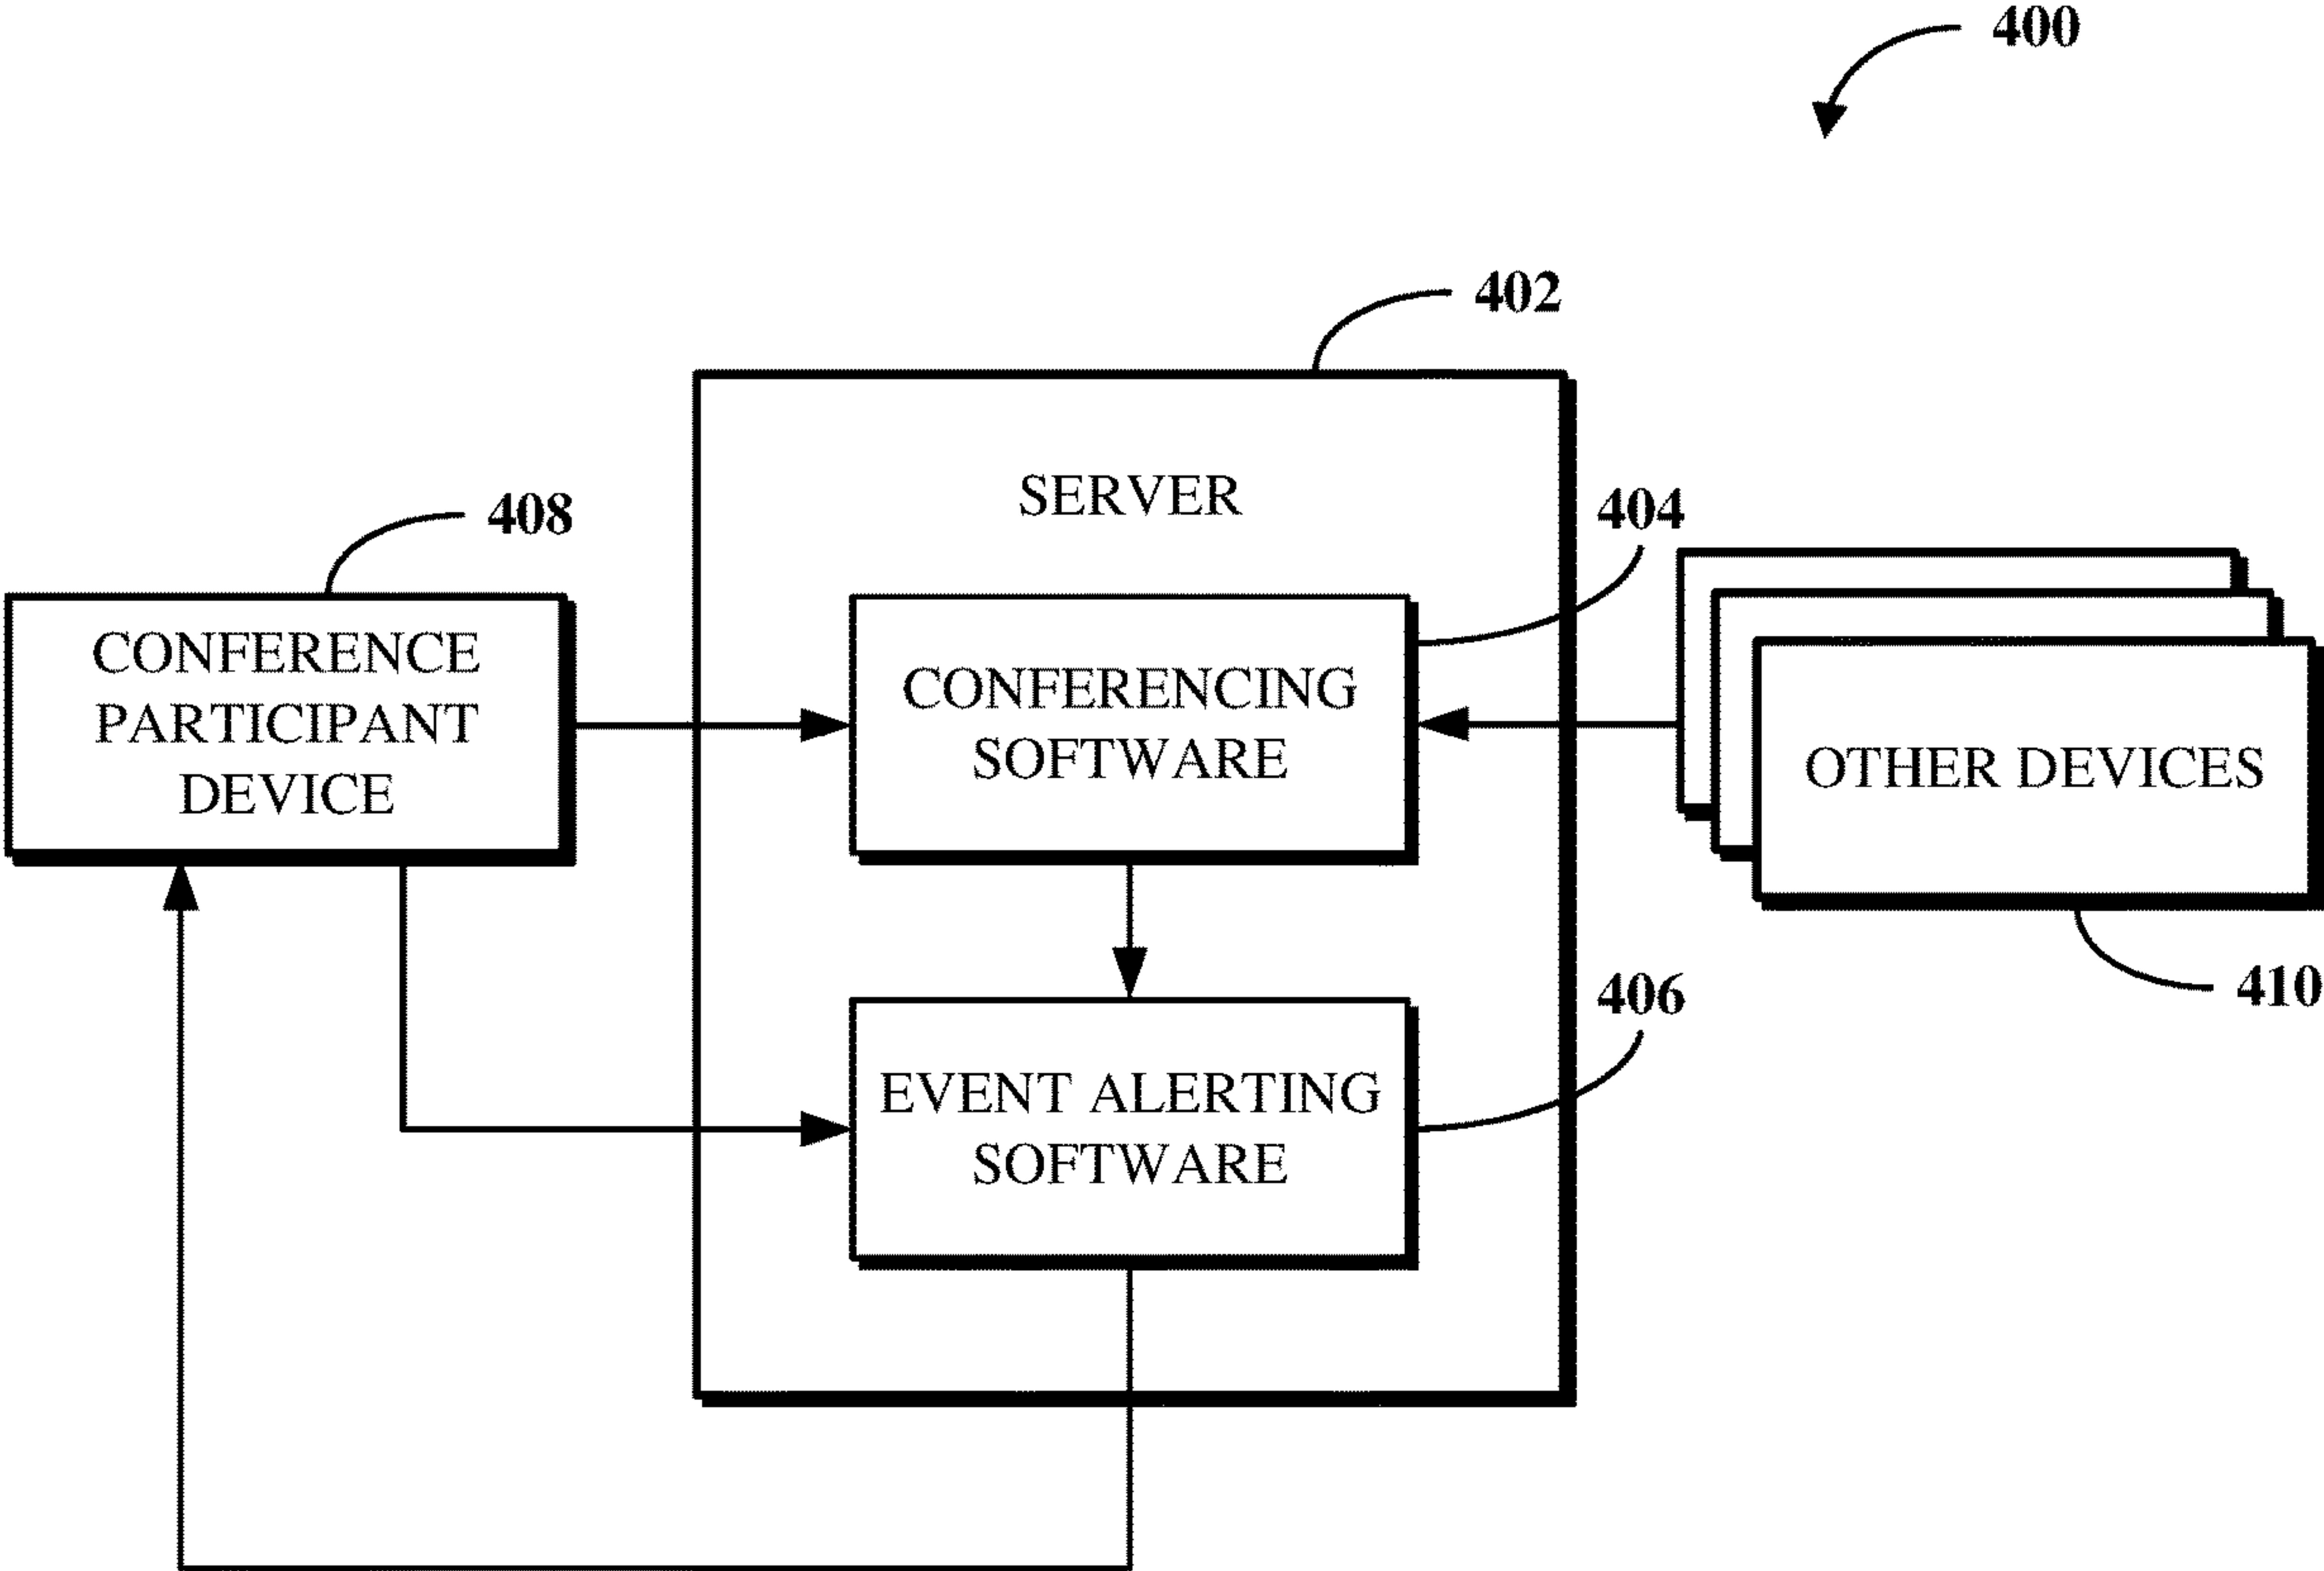 400
402
SERVER
408
404
CONFERENCE
PARTICIPANT
DEVICE
CONFERENCING
SOFTWARE
OTHER DEVICES
410
406
EVENT ALERTING
SOFTWARE